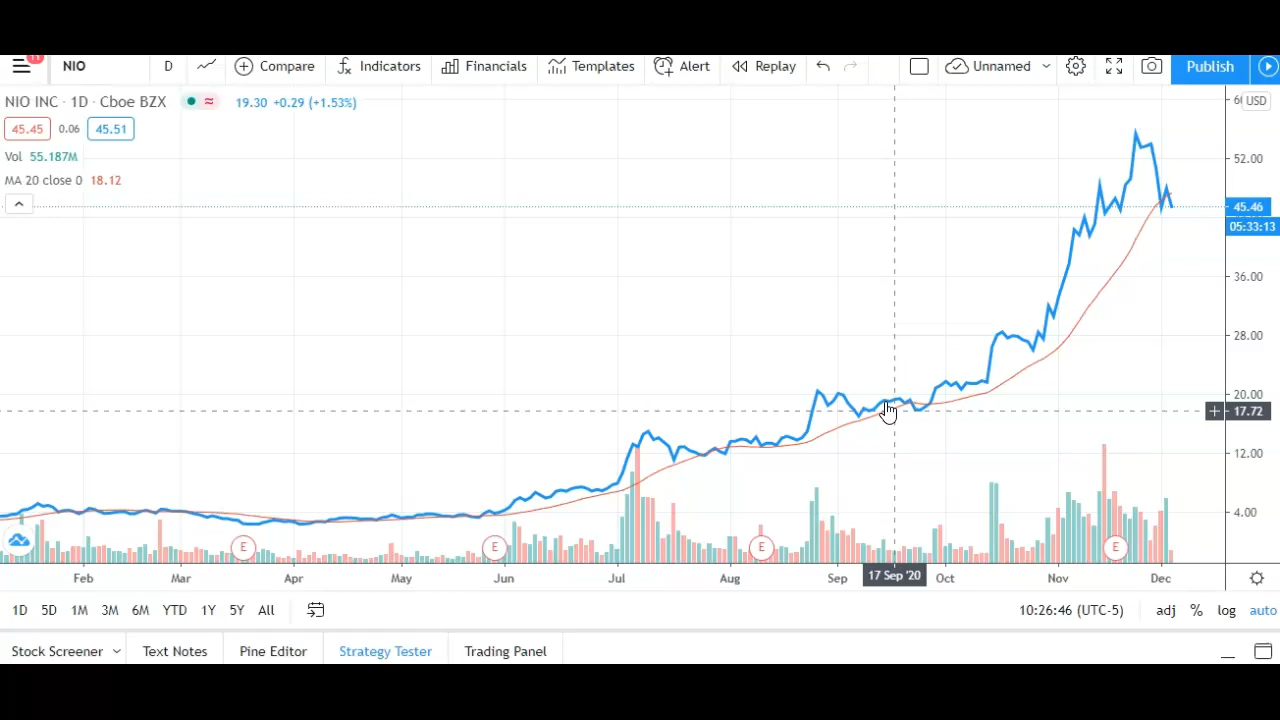 11
NIO D Compare Indicators Financials Templates Alert Replay Unnamed Publish
NIO INC · 1D · Cboe BZX 19.30 +0.29 (+1.53%)
USD
45.45 0.06 45.51
Vol 55.187M
MA 20 close 0 18.12
52.00
45.46
05:33:13
36.00
28.00
20.00
+ 17.72
12.00
4.00
E E E E
Feb Mar Apr May Jun Jul Aug Sep 17 Sep '20 Oct Nov Dec
1D 5D 1M 3M 6M YTD 1Y 5Y All 10:26:46 (UTC-5) adj % log auto
Stock Screener Text Notes Pine Editor Strategy Tester Trading Panel